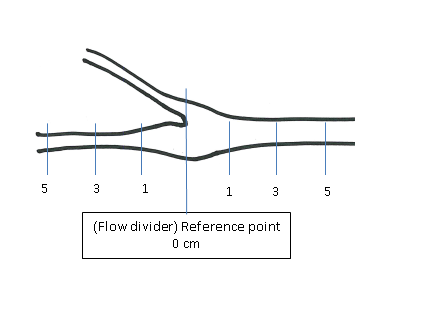 5 3 1 1 3 5
(Flow divider) Reference point
0 cm